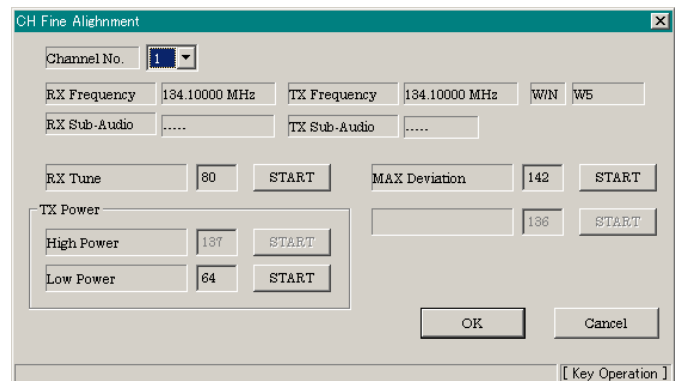 CH Fine Alighnment
Channel No. 1
RX Frequency 134.10000 MHz TX Frequency 134.10000 MHz W/N W5
RX Sub-Audio ..... TX Sub-Audio .....
RX Tune 80 START MAX Deviation 142 START
TX Power
136 START
High Power 137 START
Low Power 64 START
OK Cancel
[ Key Operation ]